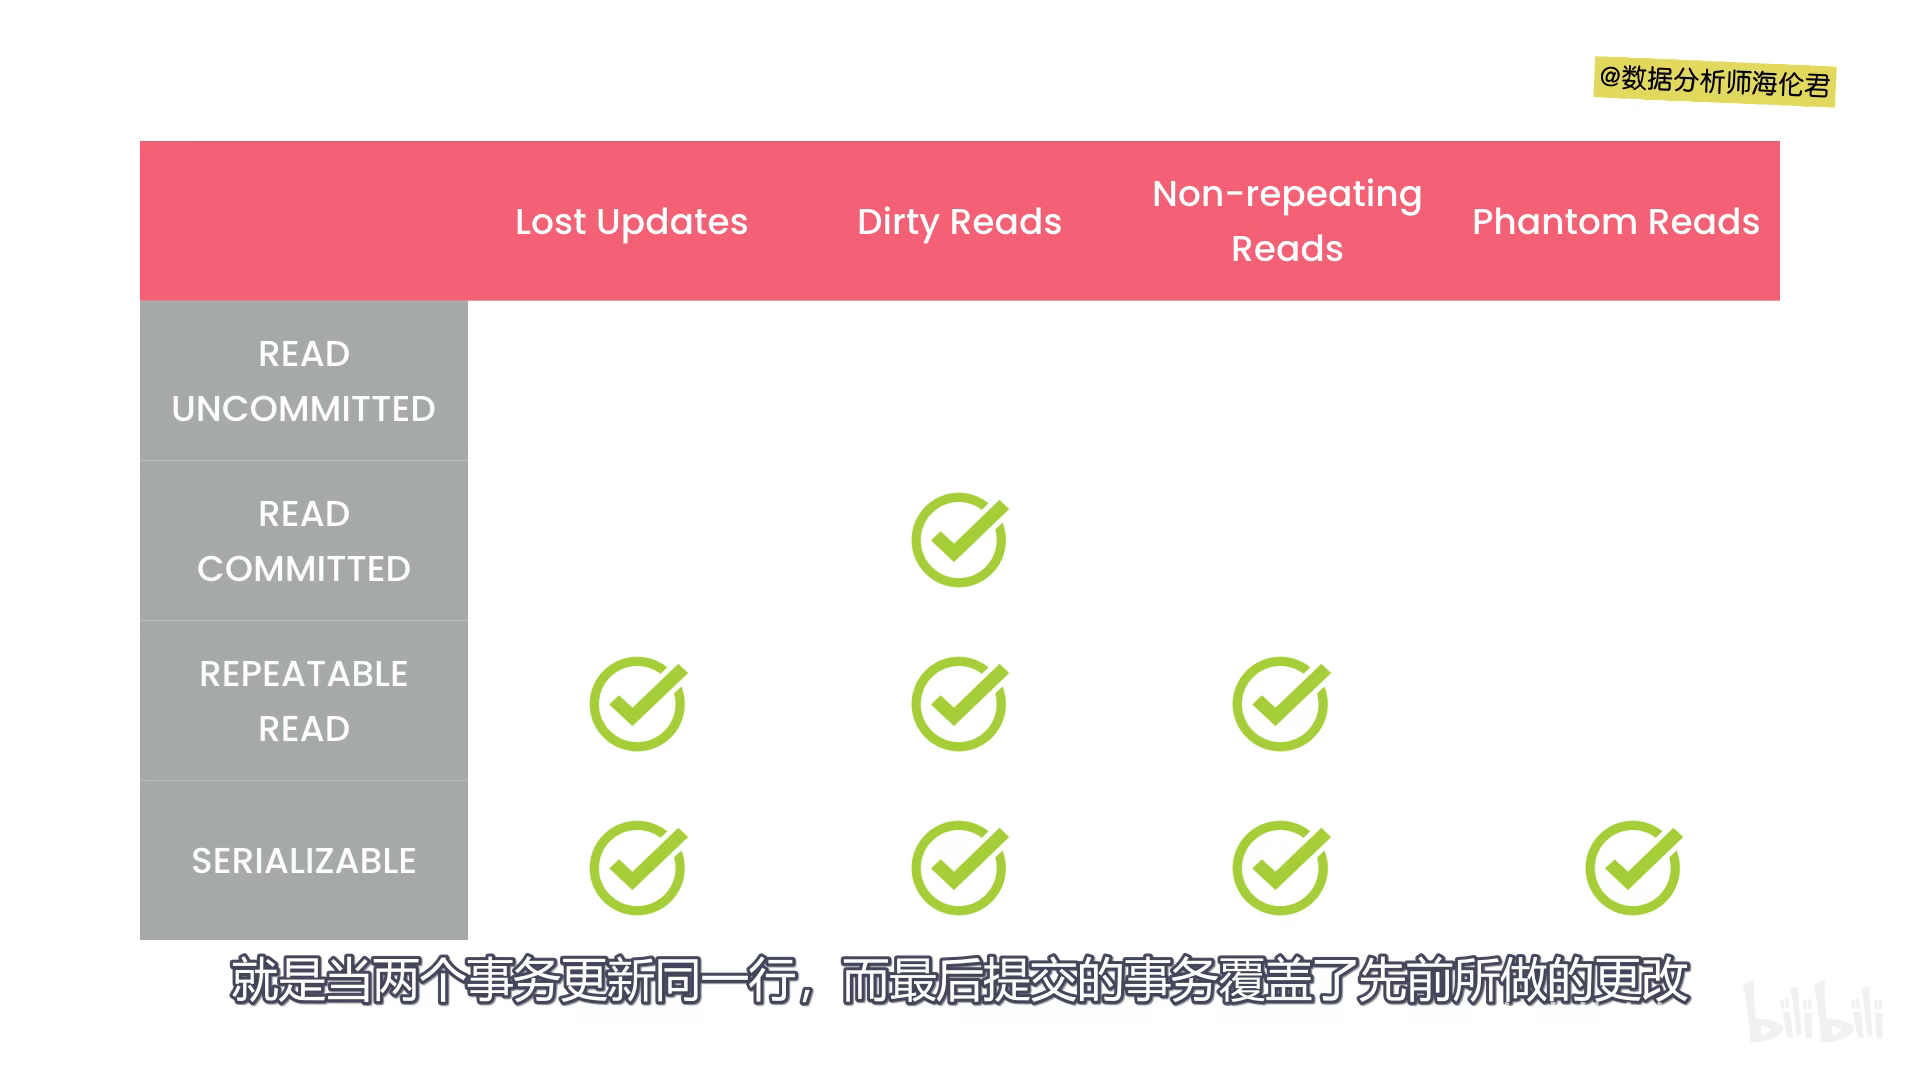 @数据分析师海伦君
Lost Updates
Dirty Reads
Non-repeating
Reads
Phantom Reads
READ
UNCOMMITTED
READ
COMMITTED
REPEATABLE
READ
SERIALIZABLE
就是当两个事务更新同一行，而最后提交的事务覆盖了先前所做的更改
bilibili